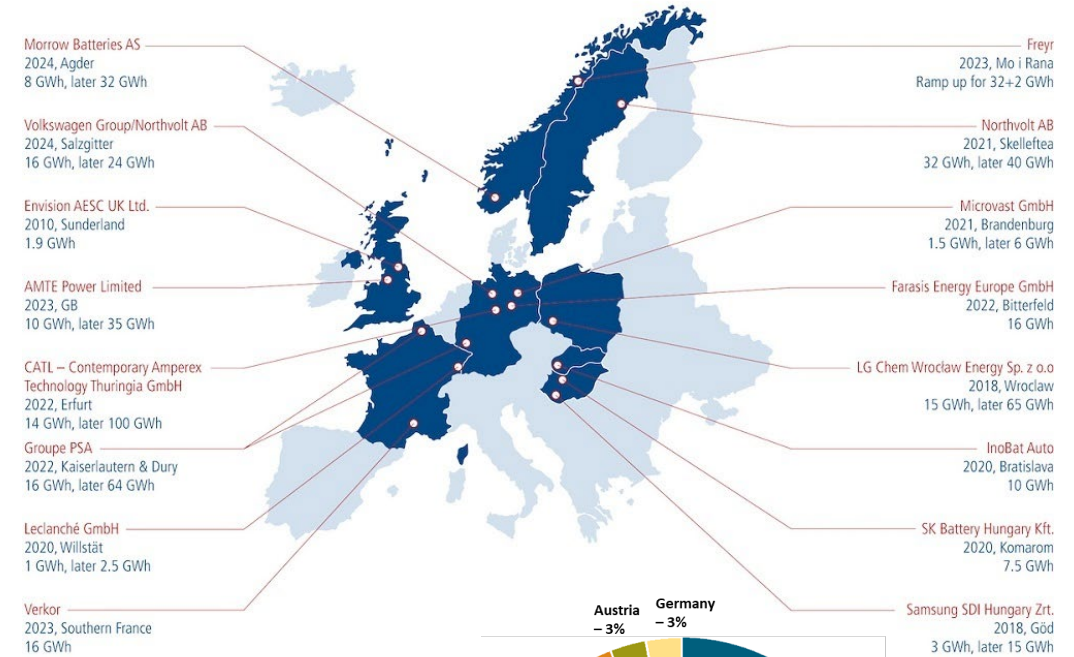 Morrow Batteries AS
2024, Agder
8 GWh, later 32 GWh
Volkswagen Group/Northvolt AB
2024, Salzgitter
16 GWh, later 24 GWh
Envision AESC UK Ltd.
2010, Sunderland
1.9 GWh
AMTE Power Limited
2023, GB
10 GWh, later 35 GWh
CATL – Contemporary Amperex
Technology Thuringia GmbH
2022, Erfurt
14 GWh, later 100 GWh
Groupe PSA
2022, Kaiserlautern & Dury
16 GWh, later 64 GWh
Leclanché GmbH
2020, Willstät
1 GWh, later 2.5 GWh
Verkor
2023, Southern France
16 GWh
Freyr
2023, Mo i Rana
Ramp up for 32+2 GWh
Northvolt AB
2021, Skelleftea
32 GWh, later 40 GWh
Microvast GmbH
2021, Brandenburg
1.5 GWh, later 6 GWh
Farasis Energy Europe GmbH
2022, Bitterfeld
16 GWh
LG Chem Wroclaw Energy Sp. z o.o
2018, Wroclaw
15 GWh, later 65 GWh
InoBat Auto
2020, Bratislava
10 GWh
SK Battery Hungary Kft.
2020, Komarom
7.5 GWh
Samsung SDI Hungary Zrt.
2018, Göd
3 GWh, later 15 GWh
Austria
– 3%
Germany
– 3%